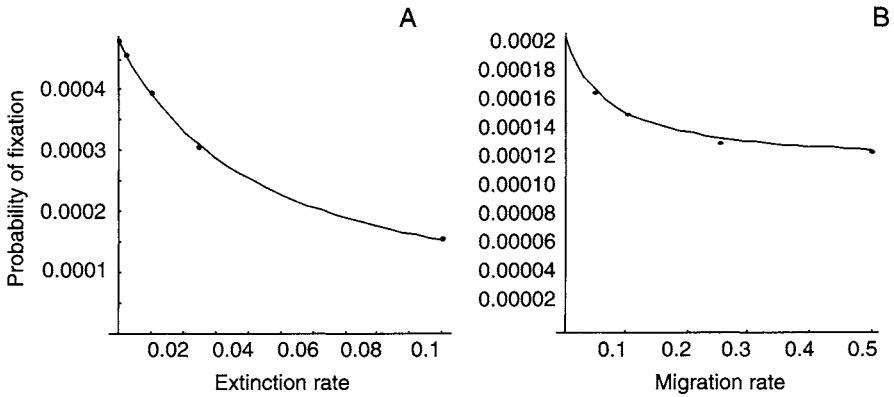 A
Probability of fixation
0.0004
0.0003
0.0002
0.0001
0.02 0.04 0.06 0.08 0.1
Extinction rate
B
0.0002
0.00018
0.00016
0.00014
0.00012
0.00010
0.00008
0.00006
0.00004
0.00002
0.1 0.2 0.3 0.4 0.5
Migration rate